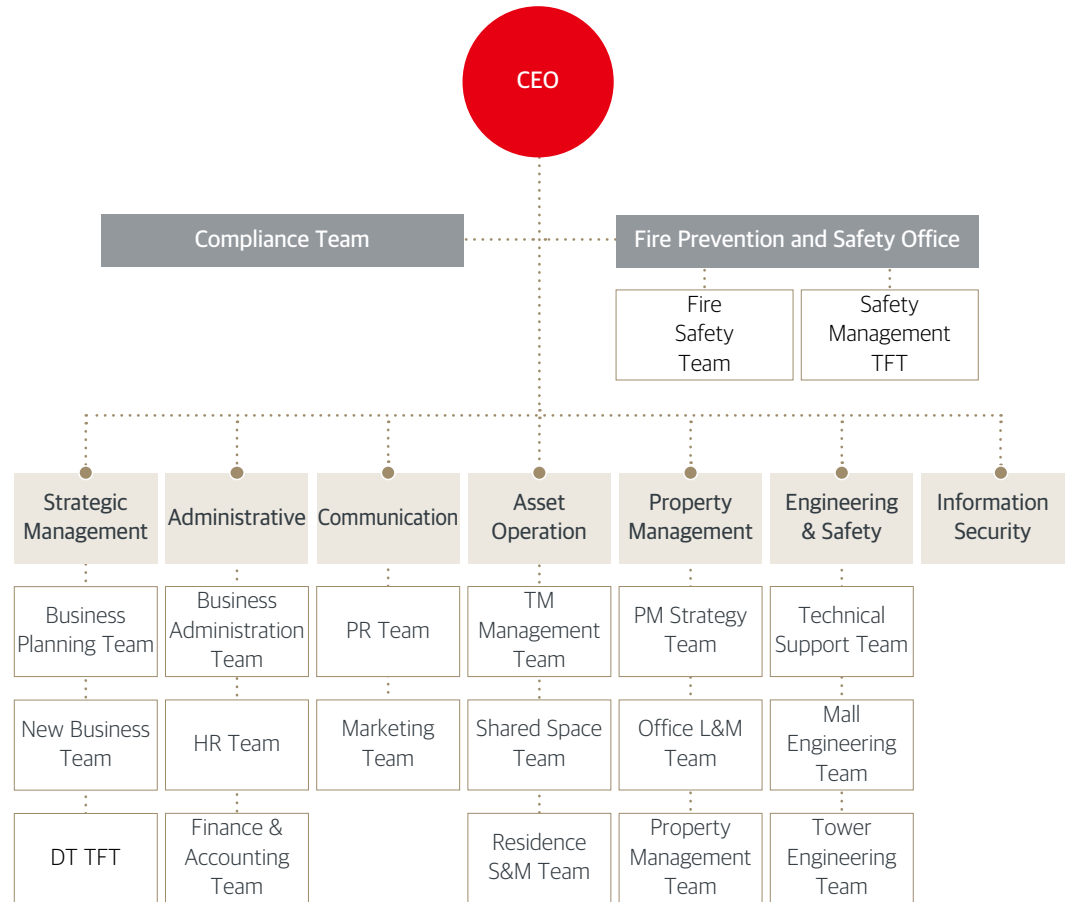 CEO
Compliance Team
Fire Prevention and Safety Office
Fire
Safety
Team
Safety
Management
TFT
Strategic
Management
Administrative
Communication
Asset
Operation
Property
Management
Engineering
& Safety
Information
Security
Business
Planning Team
Business
Administration
Team
PR Team
TM
Management
Team
PM Strategy
Team
Technical
Support Team
New Business
Team
HR Team
Marketing
Team
Shared Space
Team
Office L&M
Team
Mall
Engineering
Team
DT TFT
Finance &
Accounting
Team
Residence
S&M Team
Property
Management
Team
Tower
Engineering
Team